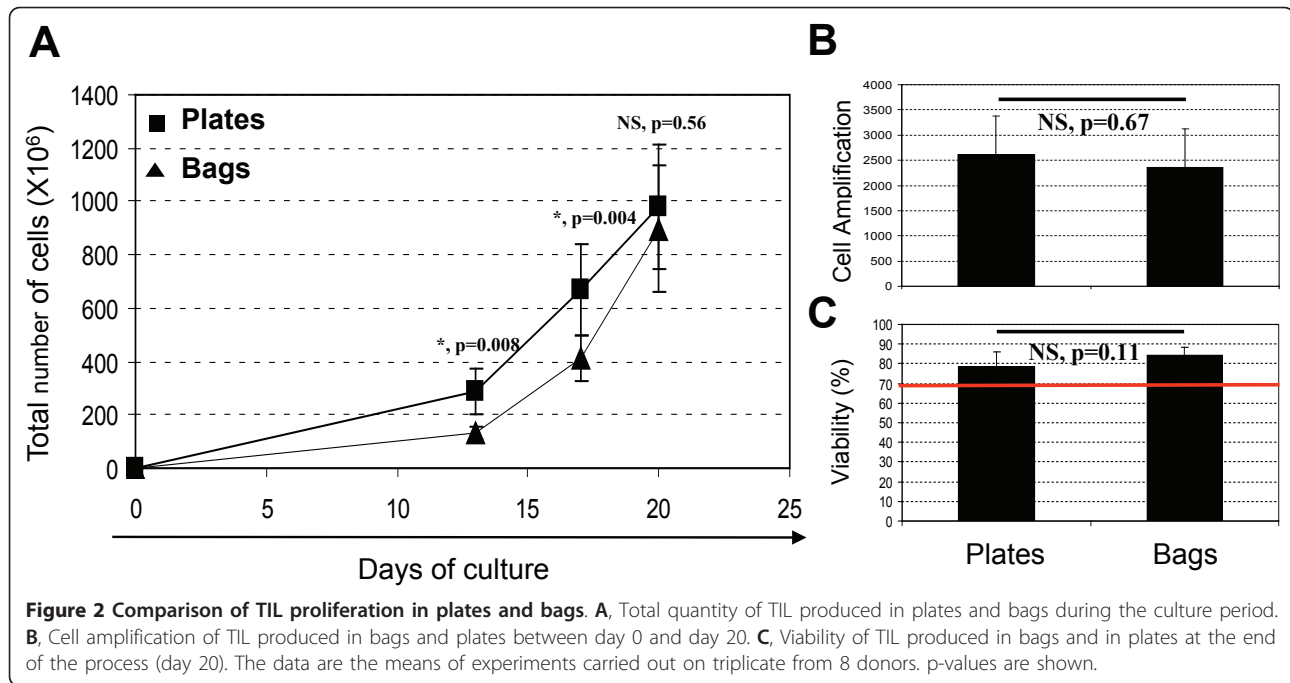 A
Total number of cells (X10⁶)
1400
1200
1000
800
600
400
200
0
Plates
Bags
*, p=0.008
*, p=0.004
NS, p=0.56
0 5 10 15 20 25
Days of culture
B
Cell Amplification
4000
3500
3000
2500
2000
1500
1000
500
0
NS, p=0.67
C
Viability (%)
100
90
80
70
60
50
40
30
20
10
0
NS, p=0.11
Plates Bags
Figure 2 Comparison of TIL proliferation in plates and bags. A, Total quantity of TIL produced in plates and bags during the culture period.
B, Cell amplification of TIL produced in bags and plates between day 0 and day 20. C, Viability of TIL produced in bags and in plates at the end
of the process (day 20). The data are the means of experiments carried out on triplicate from 8 donors. p-values are shown.